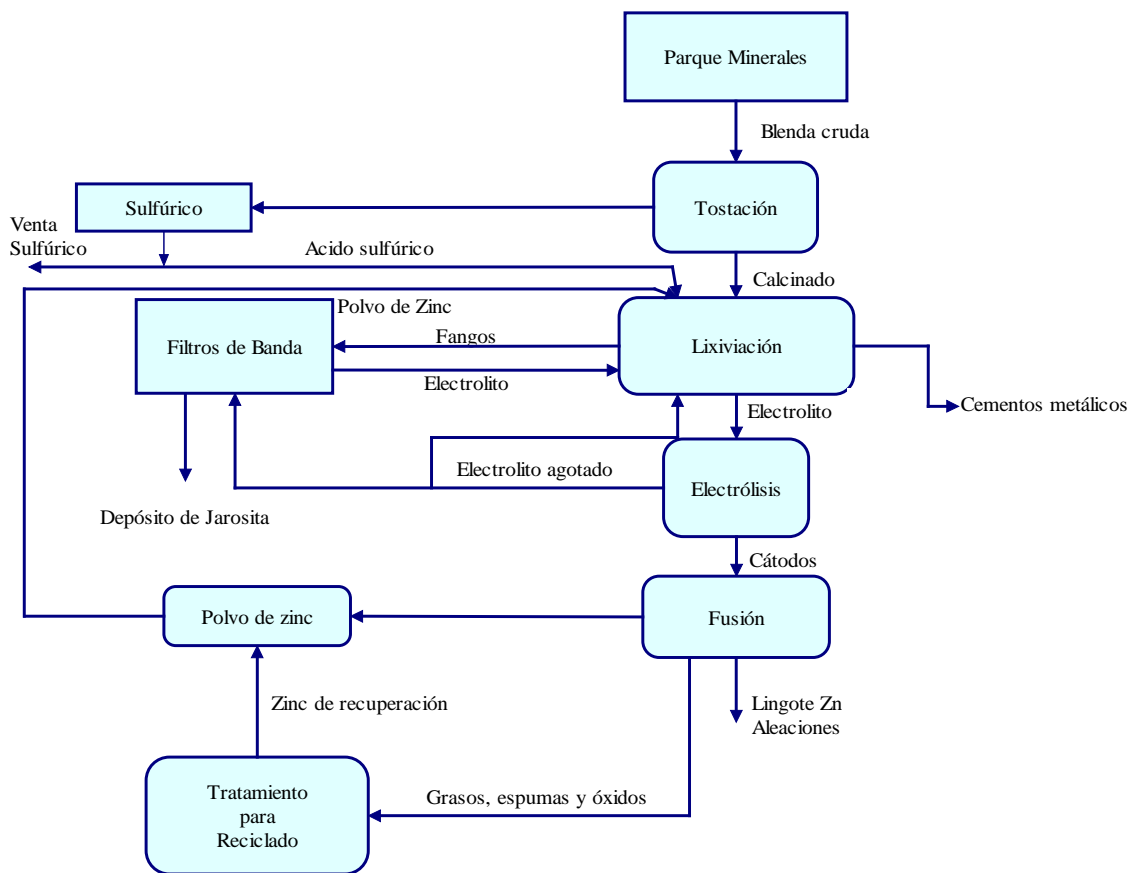 Parque Minerales
Blenda cruda
Tostación
Sulfúrico
Venta
Sulfúrico
Acido sulfúrico
Calcinado
Polvo de Zinc
Filtros de Banda
Fangos
Lixiviación
Electrolito
Cementos metálicos
Electrolito
Electrolito agotado
Electrólisis
Depósito de Jarosita
Cátodos
Polvo de zinc
Fusión
Zinc de recuperación
Lingote Zn
Aleaciones
Tratamiento
para
Reciclado
Grasos, espumas y óxidos